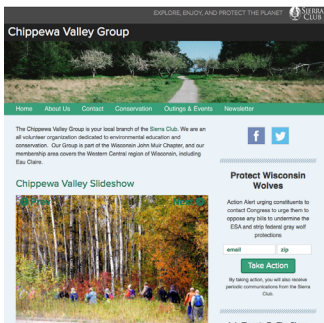 EXPLORE, ENJOY, AND PROTECT THE PLANET
SIERRA
CLUB
Chippewa Valley Group
Home About Us Contact Conservation Outings & Events Newsletter
The Chippewa Valley Group is your local branch of the Sierra Club. We are an
all volunteer organization dedicated to environmental education and
conservation. Our Group is part of the Wisconsin John Muir Chapter, and our
membership area covers the Western Central region of Wisconsin, including
Eau Claire.
Chippewa Valley Slideshow
Prev Next
Protect Wisconsin
Wolves
Action Alert urging constituents to
contact Congress to urge them to
oppose any bills to undermine the
ESA and strip federal gray wolf
protections
email zip
Take Action
By taking action, you will also receive
periodic communications from the Sierra
Club.